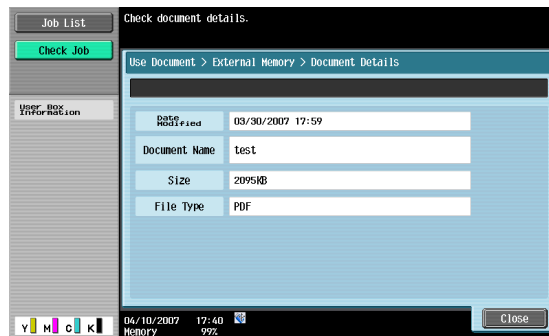 Job List
Check document details.
Check Job
Use Document > External Memory > Document Details
User Box
Information
Date
Modified
03/30/2007 17:59
Document Name
test
Size
2095KB
File Type
PDF
Y M C K
04/10/2007 17:40
Memory 99%
Close